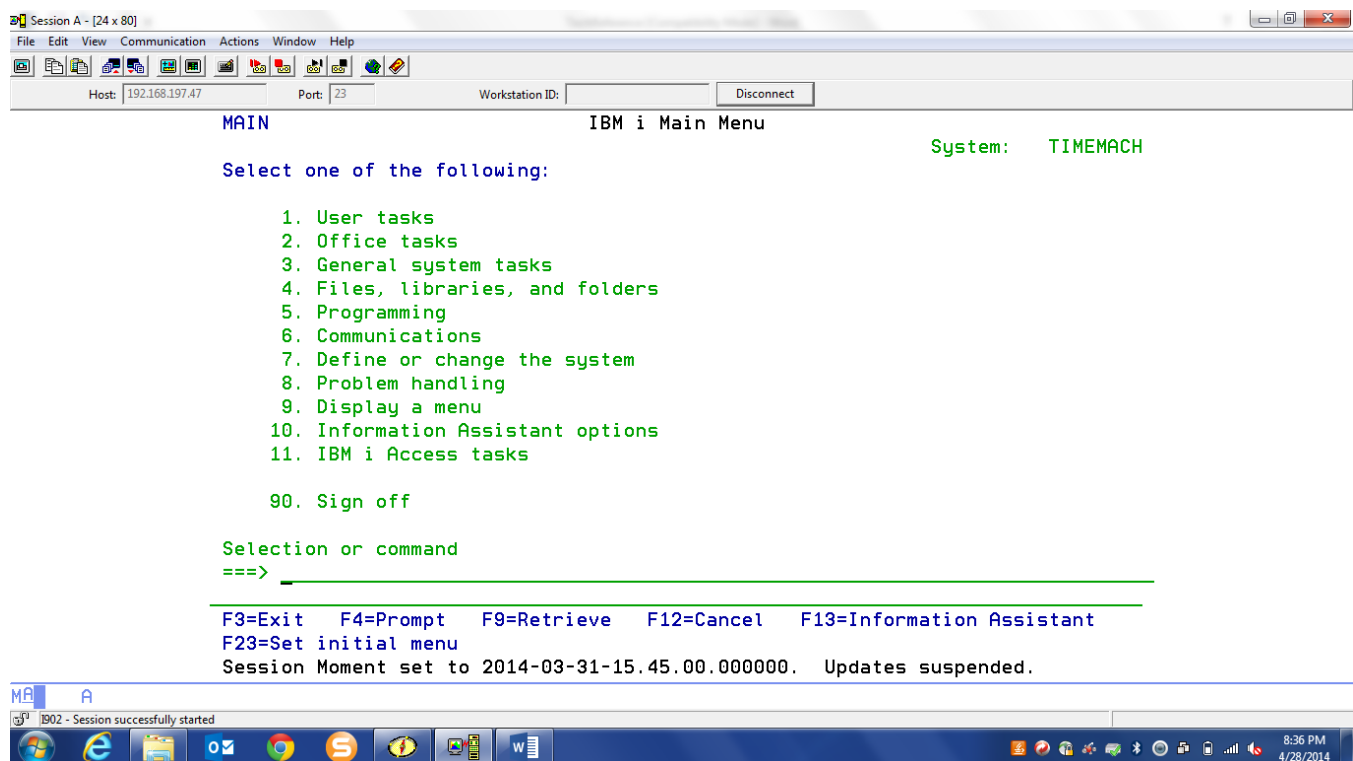 Session A - [24 x 80]
File Edit View Communication Actions Window Help
Host: 192.168.197.47 Port: 23 Workstation ID: Disconnect
MAIN IBM i Main Menu
System: TIMEMACH
Select one of the following:
1. User tasks
2. Office tasks
3. General system tasks
4. Files, libraries, and folders
5. Programming
6. Communications
7. Define or change the system
8. Problem handling
9. Display a menu
10. Information Assistant options
11. IBM i Access tasks
90. Sign off
Selection or command
===>
F3=Exit F4=Prompt F9=Retrieve F12=Cancel F13=Information Assistant
F23=Set initial menu
Session Moment set to 2014-03-31-15.45.00.000000. Updates suspended.
MA A
I902 - Session successfully started
8:36 PM
4/28/2014